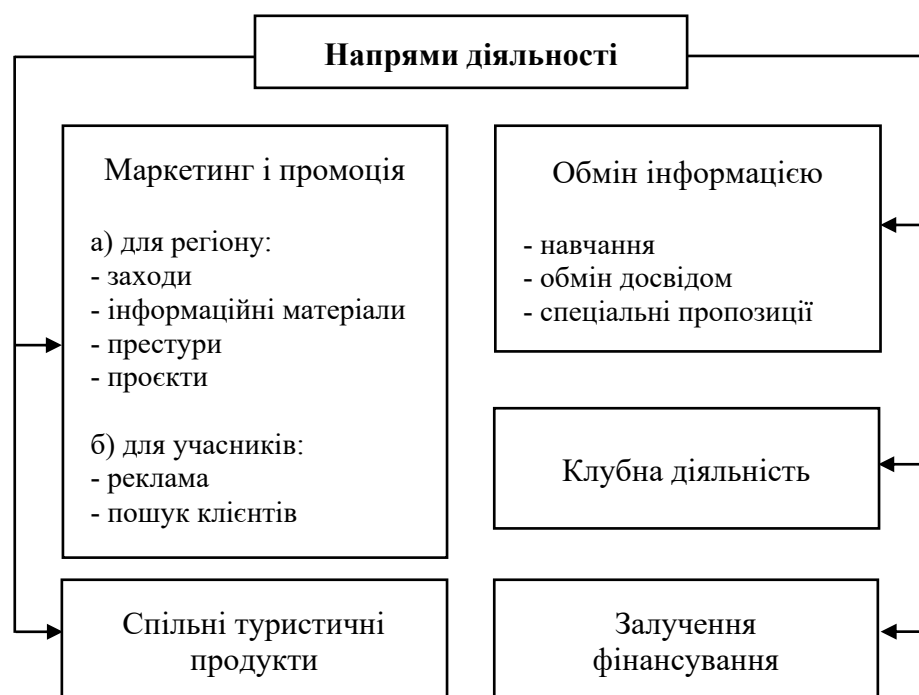 Напрями діяльності
Маркетинг і промоція
а) для регіону:
- заходи
- інформаційні матеріали
- престури
- проєкти
б) для учасників:
- реклама
- пошук клієнтів
Спільні туристичні
продукти
Обмін інформацією
- навчання
- обмін досвідом
- спеціальні пропозиції
Клубна діяльність
Залучення
фінансування